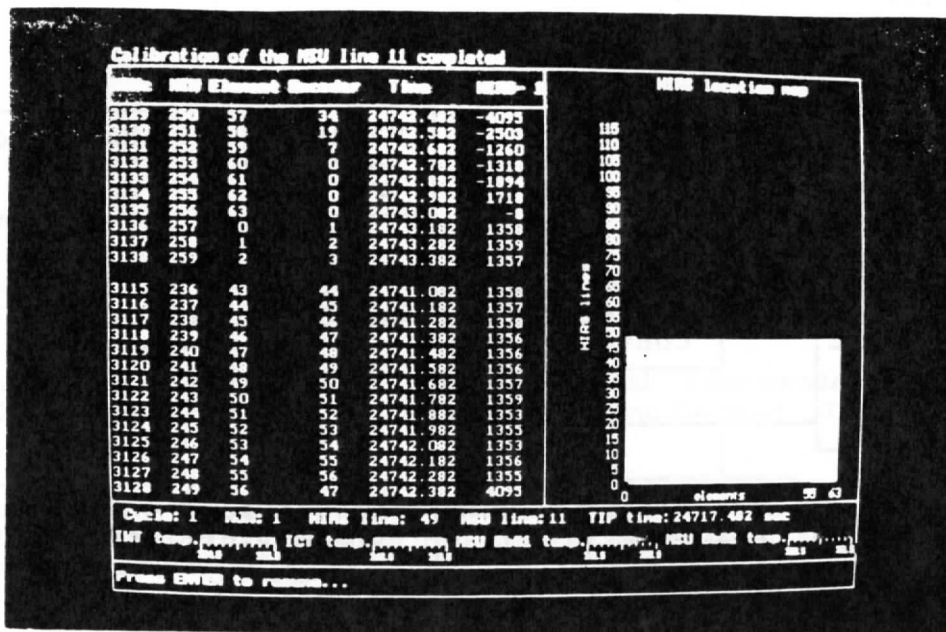 Calibration of the MSU line 11 completed
MSU Element Encoder Time HIRS- 1
3129 250 57 34 24742.482 -4095
3130 251 58 19 24742.582 -2503
3131 252 59 7 24742.682 -1260
3132 253 60 0 24742.782 -1318
3133 254 61 0 24742.882 -1894
3134 255 62 0 24742.982 1718
3135 256 63 0 24743.082 -8
3136 257 0 1 24743.182 1358
3137 258 1 2 24743.282 1359
3138 259 2 3 24743.382 1357
3115 236 43 44 24741.082 1358
3116 237 44 45 24741.182 1357
3117 238 45 46 24741.282 1358
3118 239 46 47 24741.382 1356
3119 240 47 48 24741.482 1356
3120 241 48 49 24741.582 1356
3121 242 49 50 24741.682 1357
3122 243 50 51 24741.782 1359
3123 244 51 52 24741.882 1353
3124 245 52 53 24741.982 1355
3125 246 53 54 24742.082 1353
3126 247 54 55 24742.182 1356
3127 248 55 56 24742.282 1355
3128 249 56 47 24742.382 4095
HIRS location map
115
110
105
100
95
90
85
80
75
70
65
60
55
50
45
40
35
30
25
20
15
10
5
0
HIRS lines
0 elements 55 63
Cycle: 1 MJR: 1 HIRS line: 49 MSU line: 11 TIP time: 24717.482 sec
IWT temp. ICT temp. MSU Bb01 temp. MSU Bb02 temp.
Press ENTER to resume...